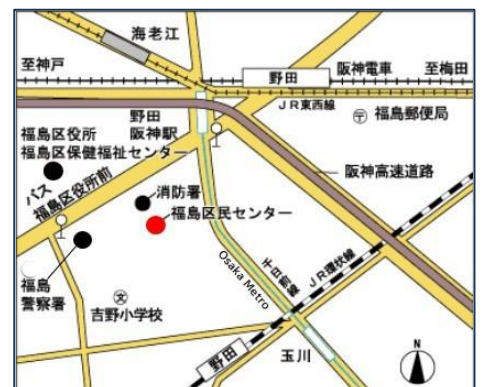 海老江
至神戸
野田
阪神電車
至梅田
JR東西線
野田
阪神駅
〒
福島郵便局
福島区役所
福島区保健福祉センター
阪神高速道路
バス
福島区役所前
消防署
福島区民センター
Osaka Metro
千日前線
JR環状線
福島
警察署
文
吉野小学校
野田
玉川
N